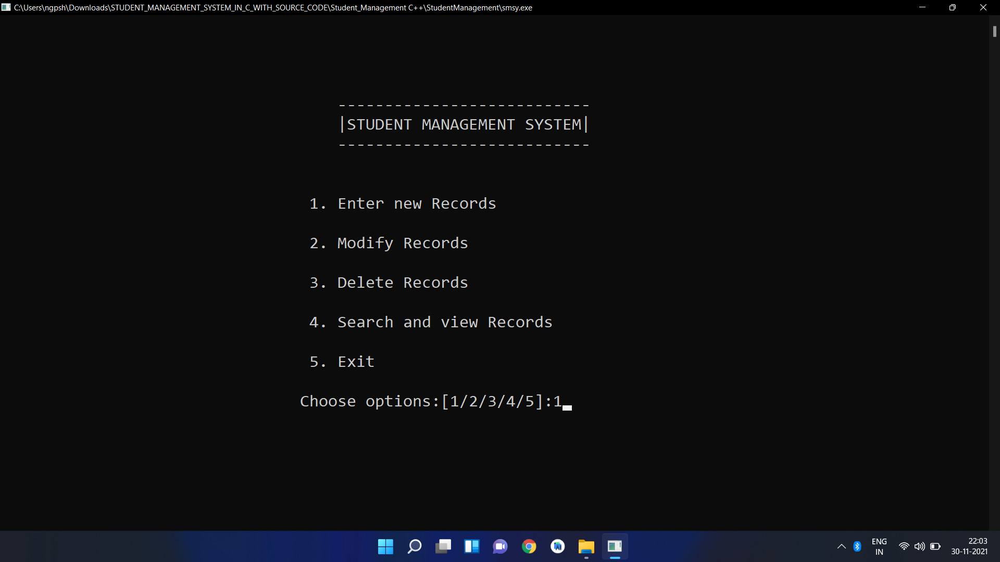 C:\Users\ngpsh\Downloads\STUDENT_MANAGEMENT_SYSTEM_IN_C_WITH_SOURCE_CODE\Student_Management C++\StudentManagement\smsy.exe
---------------------------
|STUDENT MANAGEMENT SYSTEM|
---------------------------
1. Enter new Records
2. Modify Records
3. Delete Records
4. Search and view Records
5. Exit
Choose options:[1/2/3/4/5]:1
ENG
IN
22:03
30-11-2021